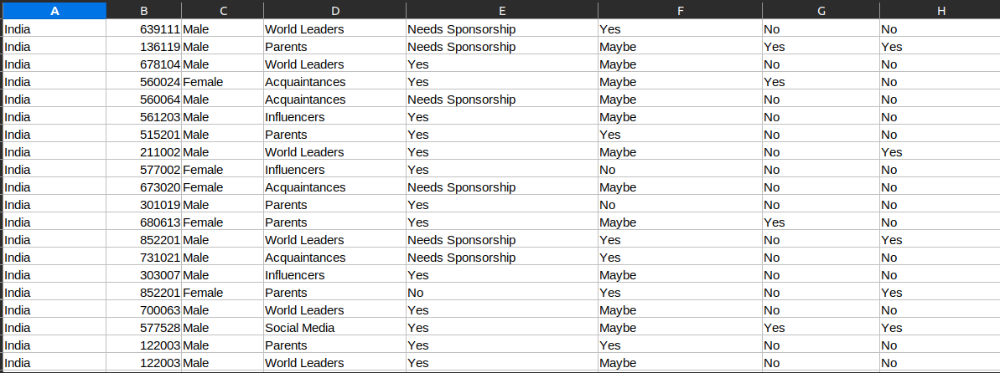 A B C D E F G H
India 639111 Male World Leaders Needs Sponsorship Yes No No
India 136119 Male Parents Needs Sponsorship Maybe Yes Yes
India 678104 Male World Leaders Yes Maybe No No
India 560024 Female Acquaintances Yes Maybe Yes No
India 560064 Male Acquaintances Needs Sponsorship Maybe No No
India 561203 Male Influencers Yes Maybe No No
India 515201 Male Parents Yes Yes No No
India 211002 Male World Leaders Yes Maybe No Yes
India 577002 Female Influencers Yes No No No
India 673020 Female Acquaintances Needs Sponsorship Maybe No No
India 301019 Male Parents Yes No No No
India 680613 Female Parents Yes Maybe Yes No
India 852201 Male World Leaders Needs Sponsorship Yes No Yes
India 731021 Male Acquaintances Needs Sponsorship Yes No No
India 303007 Male Influencers Yes Maybe No No
India 852201 Female Parents No Yes No Yes
India 700063 Male World Leaders Yes Maybe No No
India 577528 Male Social Media Yes Maybe Yes Yes
India 122003 Male Parents Yes Yes No No
India 122003 Male World Leaders Yes Maybe No No